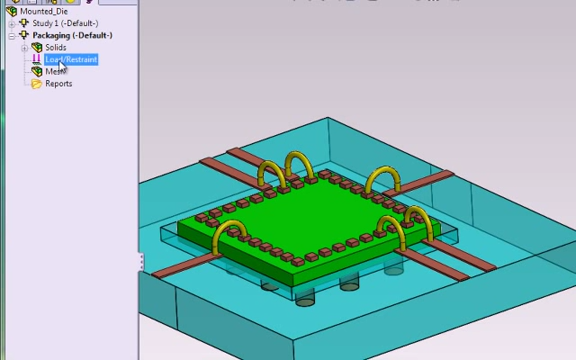 Mounted_Die
Study 1 (-Default-)
Packaging (-Default-)
Solids
Load/Restraint
Mesh
Reports